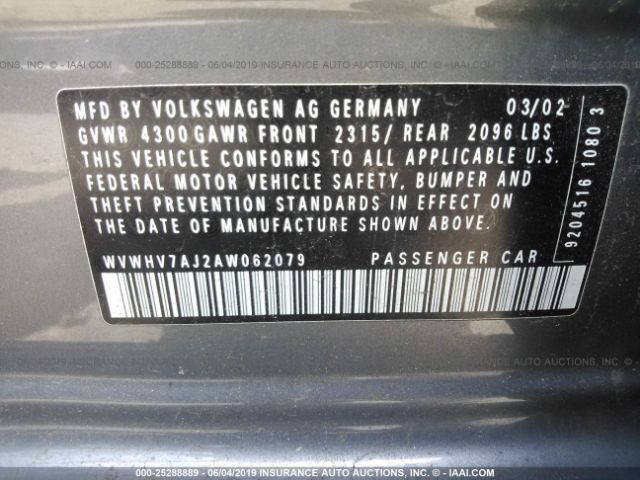 - IAAI.COM 000-25288889 - 06/04/2019 - INSURANCE AUTO AUCTIONS, INC. - IAAI.COM
MFD BY VOLKSWAGEN AG GERMANY 03/02
GVWR 4300 GAWR FRONT 2315/ REAR 2096 LBS
THIS VEHICLE CONFORMS TO ALL APPLICABLE U.S.
FEDERAL MOTOR VEHICLE SAFETY, BUMPER AND
THEFT PREVENTION STANDARDS IN EFFECT ON
THE DATE OF MANUFACTURE SHOWN ABOVE.
WVWHV7AJ2AW062079 PASSENGER CAR
9204516 1080 3
000-25288889 - 06/04/2019 - INSURANCE AUTO AUCTIONS, INC. - IAAI.COM